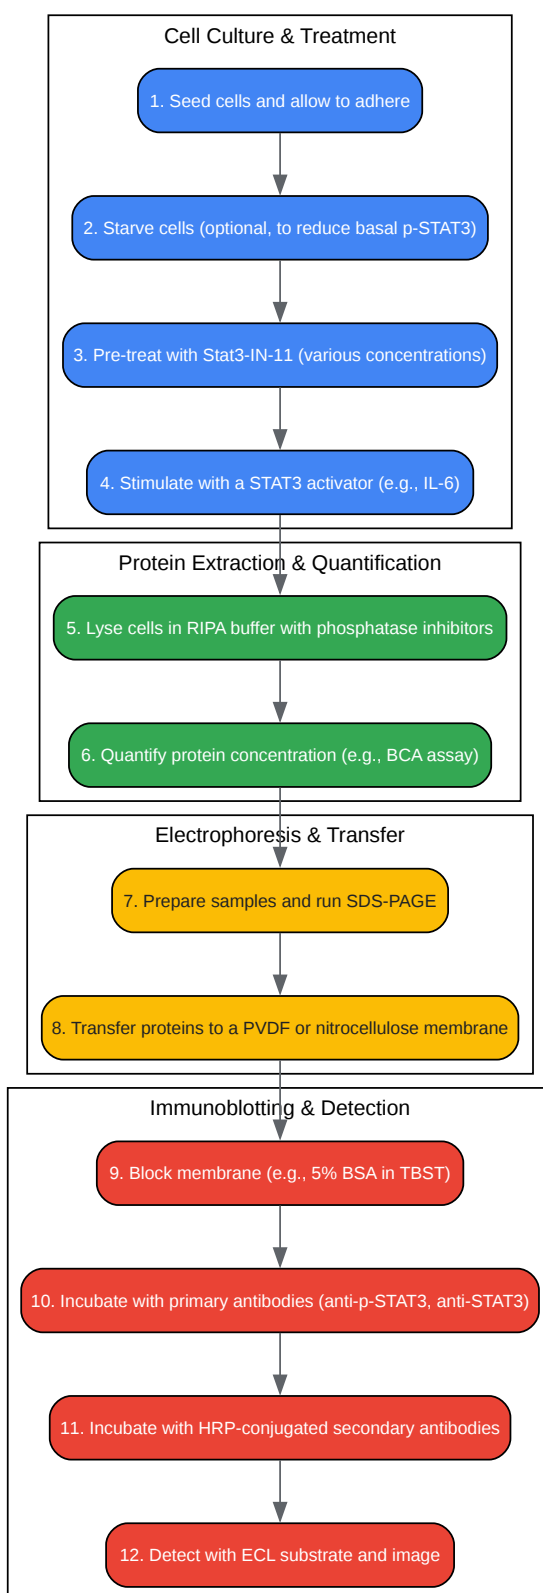 Cell Culture & Treatment
1. Seed cells and allow to adhere
2. Starve cells (optional, to reduce basal p-STAT3)
3. Pre-treat with Stat3-IN-11 (various concentrations)
4. Stimulate with a STAT3 activator (e.g., IL-6)
Protein Extraction & Quantification
5. Lyse cells in RIPA buffer with phosphatase inhibitors
6. Quantify protein concentration (e.g., BCA assay)
Electrophoresis & Transfer
7. Prepare samples and run SDS-PAGE
8. Transfer proteins to a PVDF or nitrocellulose membrane
Immunoblotting & Detection
9. Block membrane (e.g., 5% BSA in TBST)
10. Incubate with primary antibodies (anti-p-STAT3, anti-STAT3)
11. Incubate with HRP-conjugated secondary antibodies
12. Detect with ECL substrate and image